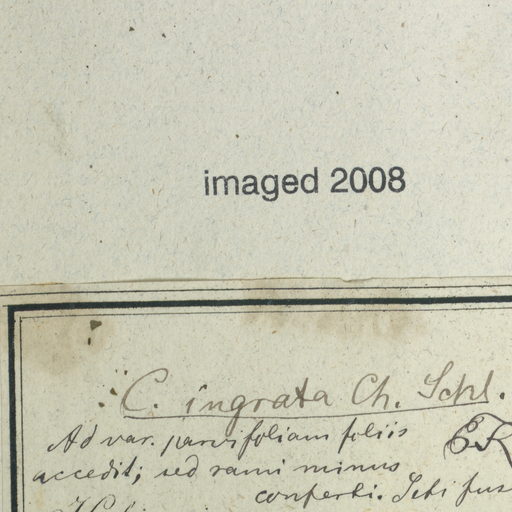 imaged 2008
C. ingrata Ch. Schl.
Ad var. parvifoliam foliis
accedit; sed rami minus
conferti.